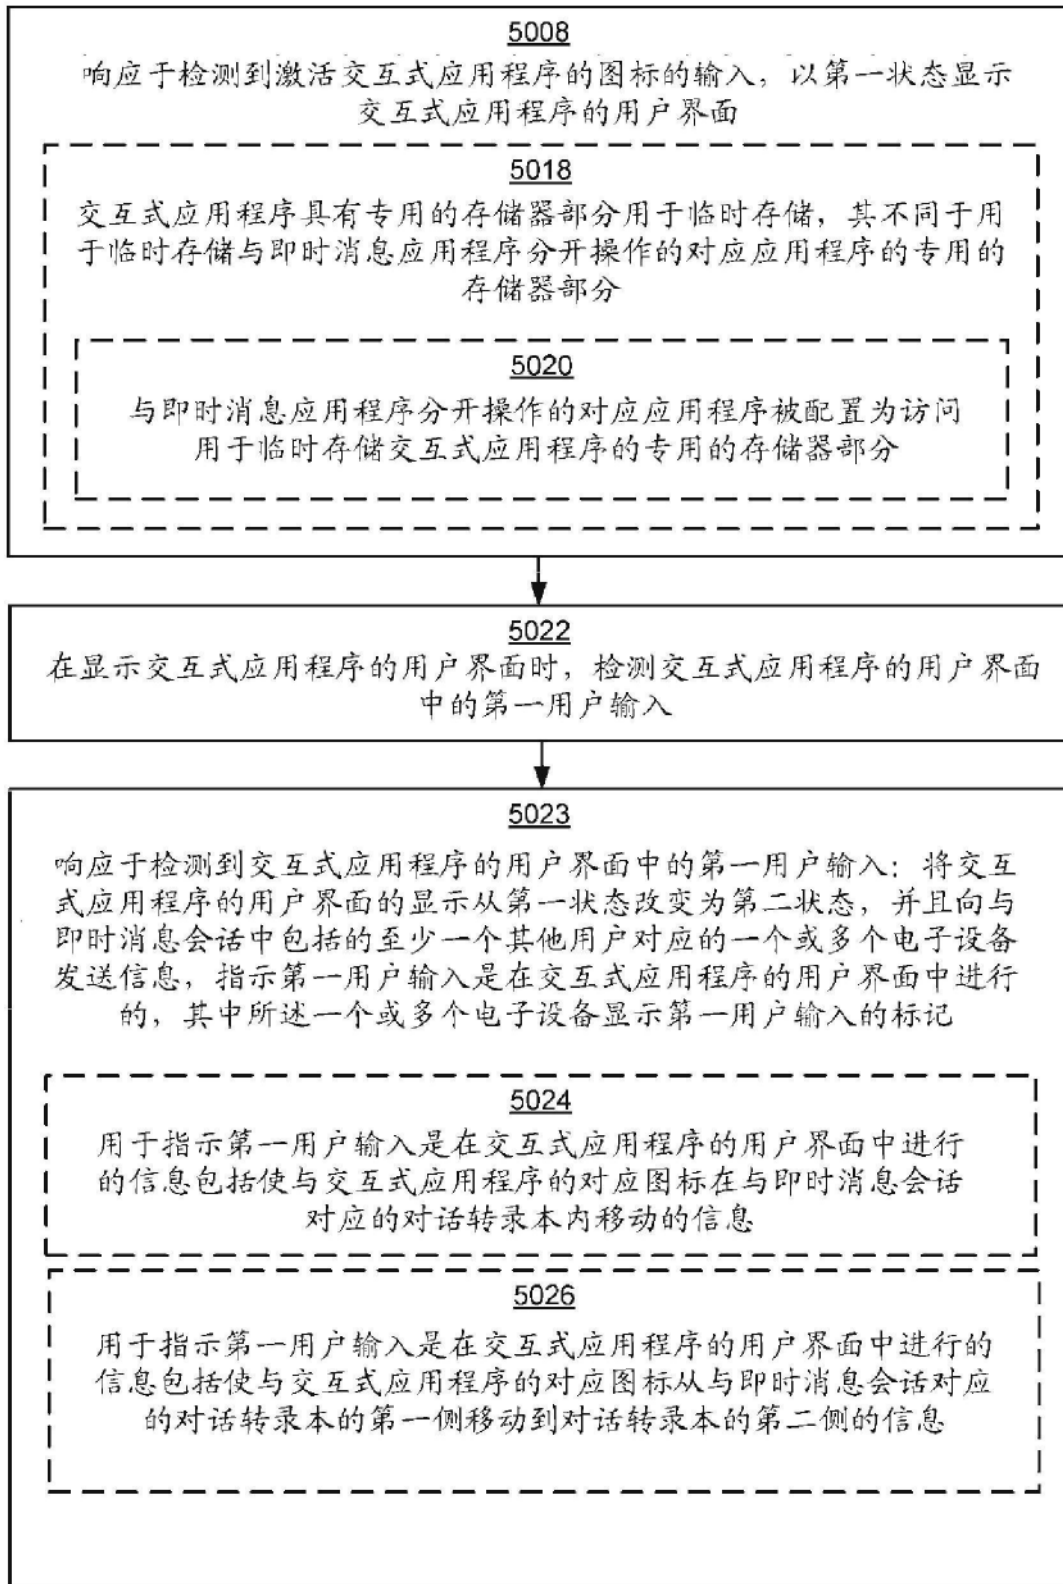 5008
响应于检测到激活交互式应用程序的图标的输入，以第一状态显示
交互式应用程序的用户界面
5018
交互式应用程序具有专用的存储器部分用于临时存储，其不同于用
于临时存储与即时消息应用程序分开操作的对应应用程序的专用的
存储器部分
5020
与即时消息应用程序分开操作的对应应用程序被配置为访问
用于临时存储交互式应用程序的专用的存储器部分
5022
在显示交互式应用程序的用户界面时，检测交互式应用程序的用户界面
中的第一用户输入
5023
响应于检测到交互式应用程序的用户界面中的第一用户输入：将交互
式应用程序的用户界面的显示从第一状态改变为第二状态，并且向与
即时消息会话中包括的至少一个其他用户对应的一个或多个电子设备
发送信息，指示第一用户输入是在交互式应用程序的用户界面中进行
的，其中所述一个或多个电子设备显示第一用户输入的标记
5024
用于指示第一用户输入是在交互式应用程序的用户界面中进行
的信息包括使与交互式应用程序的对应图标在与即时消息会话
对应的对话转录本内移动的信息
5026
用于指示第一用户输入是在交互式应用程序的用户界面中进行的
信息包括使与交互式应用程序的对应图标从与即时消息会话对应
的对话转录本的第一侧移动到对话转录本的第二侧的信息